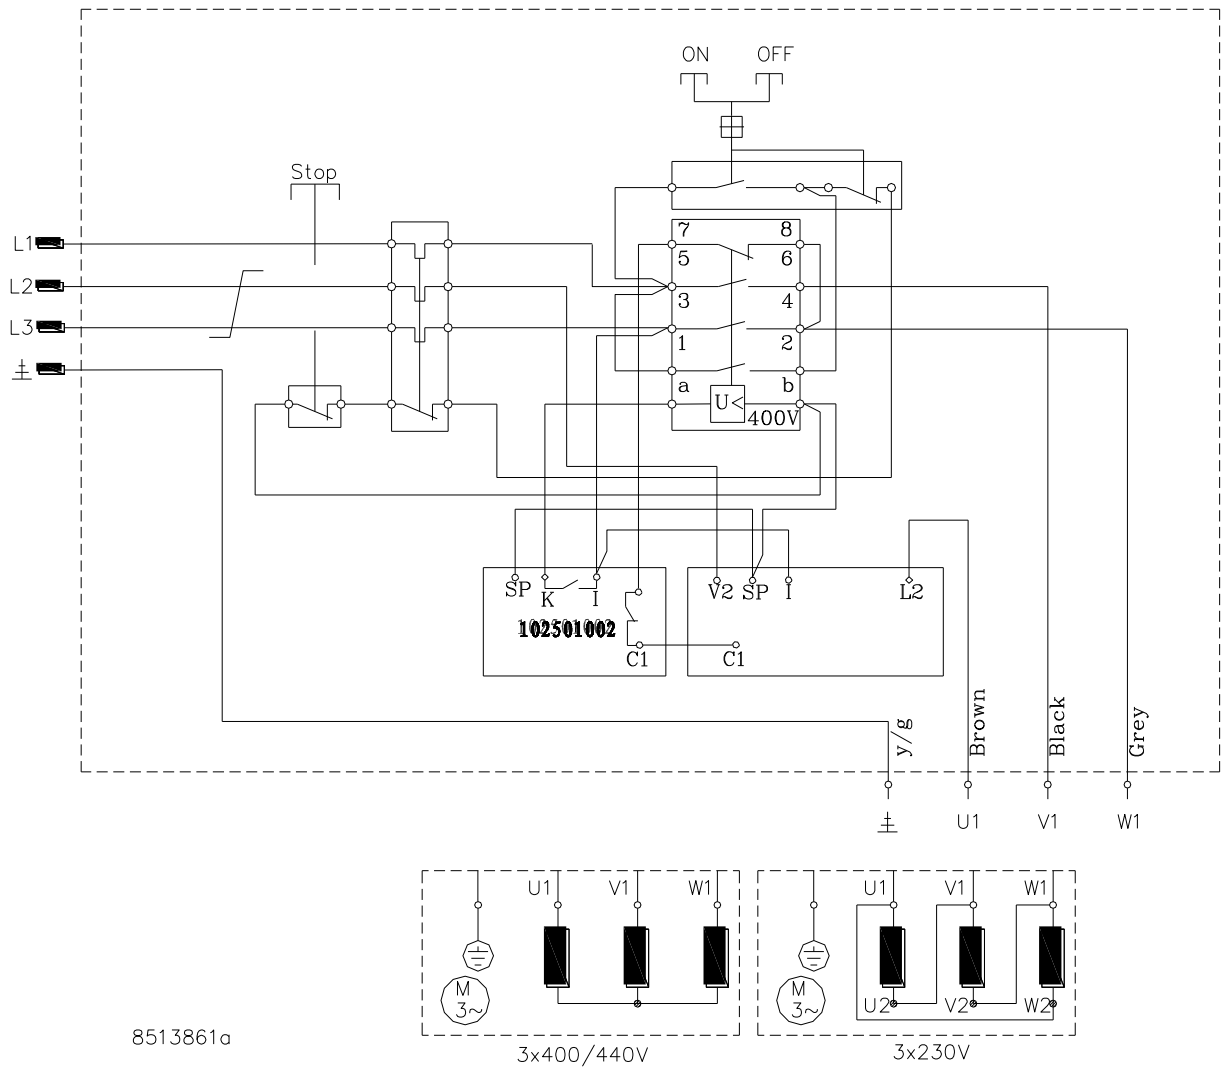 ON OFF
Stop
L1
L2
L3
7 8
5 6
3 4
1 2
a b
U<
400V
SP K I
102501002
C1
V2 SP I L2
C1
y/g Brown Black Grey
U1 V1 W1
U1 V1 W1
M
3~
U1 V1 W1
M
3~
U2 V2 W2
8513861a
3x400/440V
3x230V